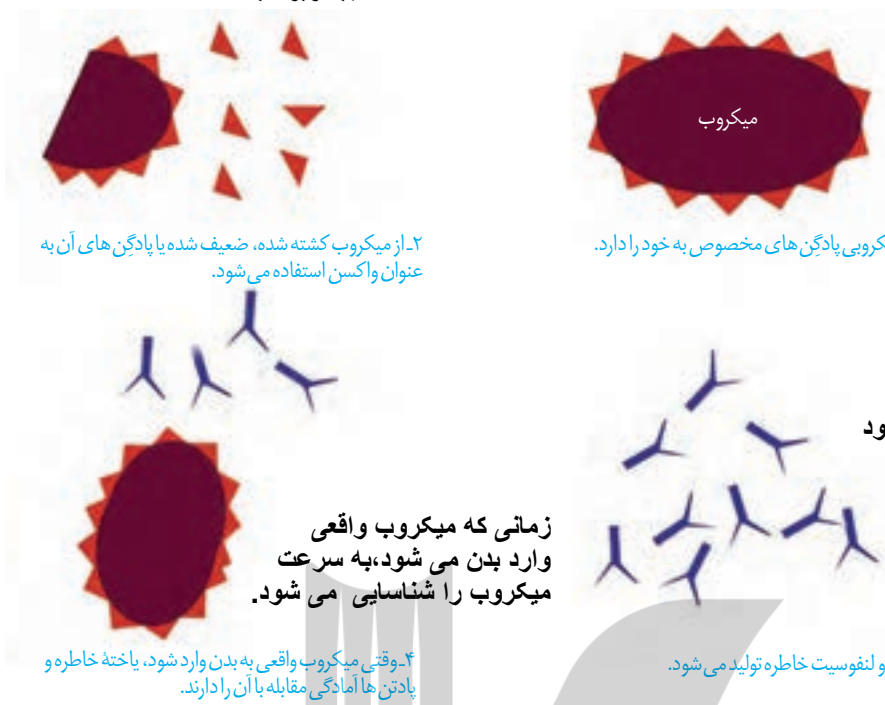 میکروب
کروبی پادگِن های مخصوص به خود را دارد.
۲ـ از میکروب کشته شده، ضعیف شده یا پادگِن های آن به
عنوان واکسن استفاده می شود.
ود
و لنفوسیت خاطره تولید می شود.
زمانی که میکروب واقعی
وارد بدن می شود،به سرعت
میکروب را شناسایی می شود.
۴ـ وقتی میکروب واقعی به بدن وارد شود، یاختهٔ خاطره و
پادتن ها آمادگی مقابله با آن را دارند.